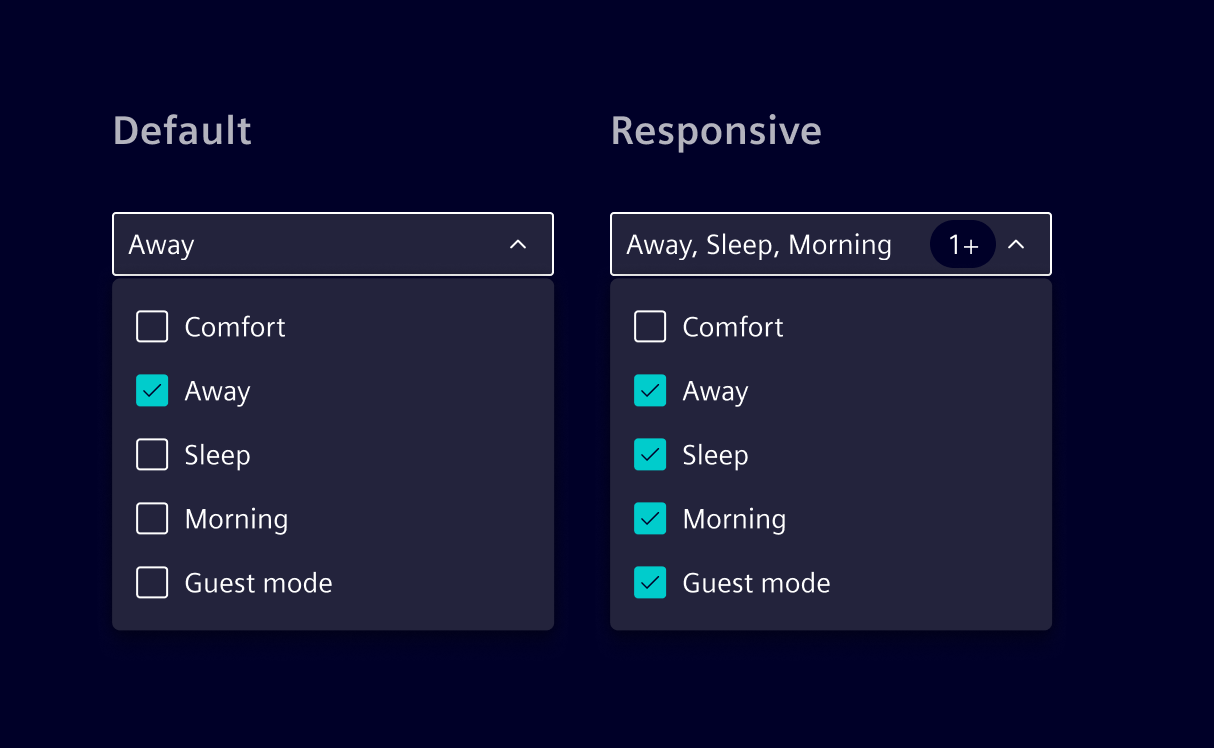 Default
Away
Comfort
Away
Sleep
Morning
Guest mode
Responsive
Away, Sleep, Morning 1+
Comfort
Away
Sleep
Morning
Guest mode